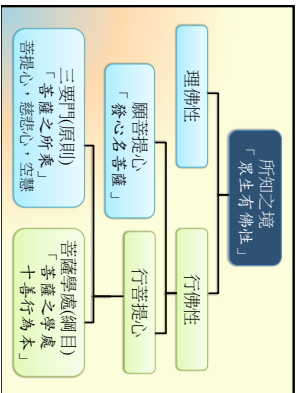 所知之境
「眾生有佛性」
理佛性
行佛性
願菩提心
「發心名菩薩」
行菩提心
三要門(原則)
「菩薩之所乘」
菩提心，慈悲心，空慧
菩薩學處(綱目)
「菩薩之學處
十善行為本」